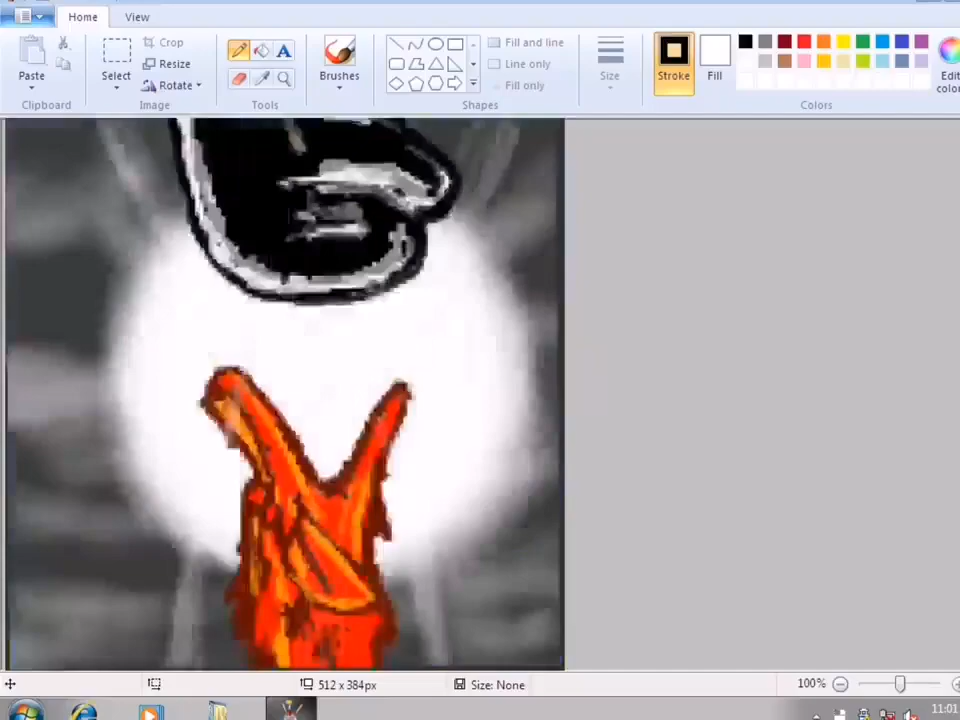 Home View
Paste Select Crop Resize Rotate A Brushes Fill and line Line only Fill only Size Stroke Fill Edit
Clipboard Image Tools Shapes Colors
512 x 384px Size: None 100%
11:01